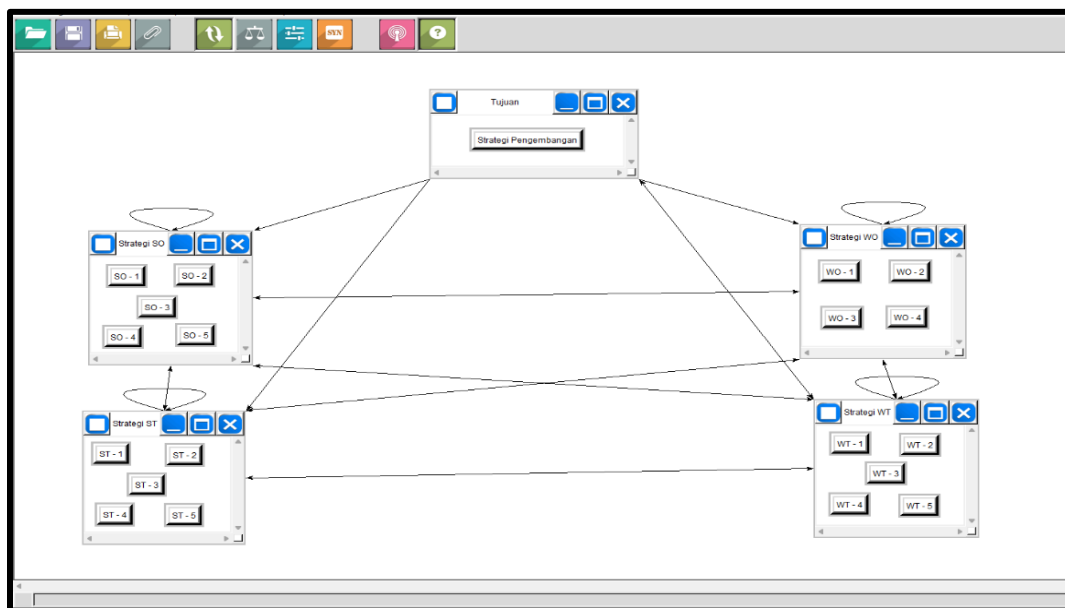 SYN
?
Tujuan
Strategi Pengembangan
Strategi SO
SO - 1
SO - 2
SO - 3
SO - 4
SO - 5
Strategi WO
WO - 1
WO - 2
WO - 3
WO - 4
Strategi ST
ST - 1
ST - 2
ST - 3
ST - 4
ST - 5
Strategi WT
WT - 1
WT - 2
WT - 3
WT - 4
WT - 5